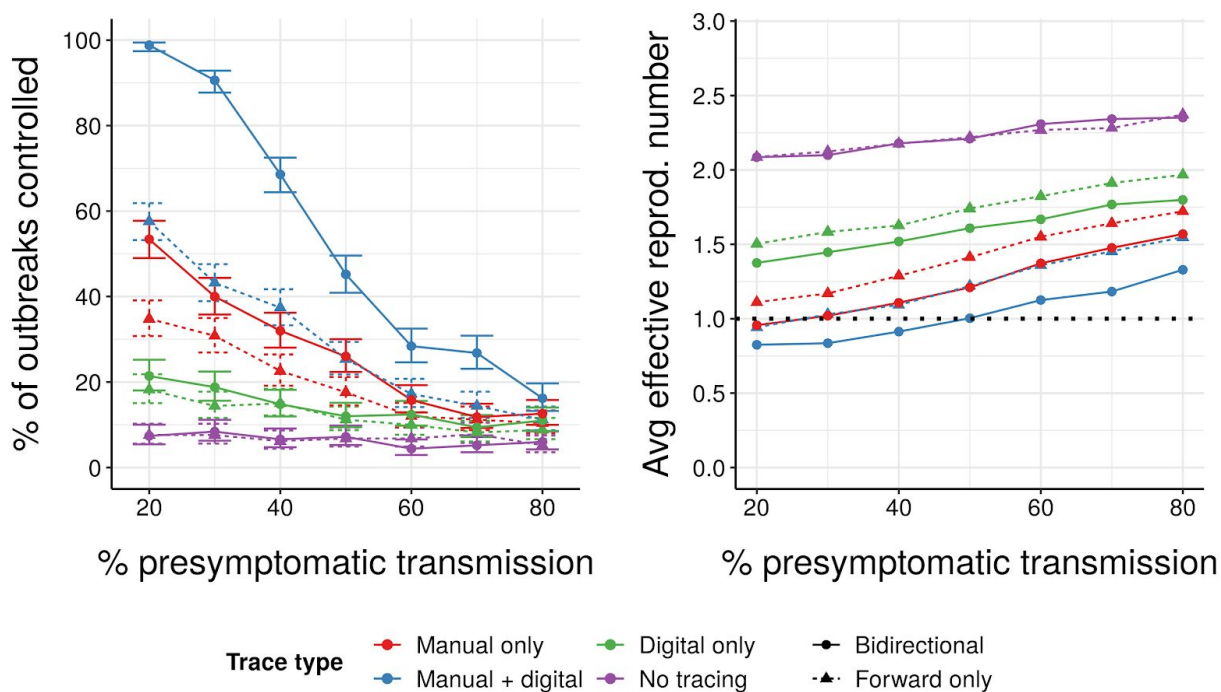 % of outbreaks controlled
100
80
60
40
20
0
20
40
60
80
% presymptomatic transmission
Avg effective reprod. number
3.0
2.5
2.0
1.5
1.0
0.5
0.0
20
40
60
80
% presymptomatic transmission
Trace type
Manual only
Manual + digital
Digital only
No tracing
Bidirectional
Forward only